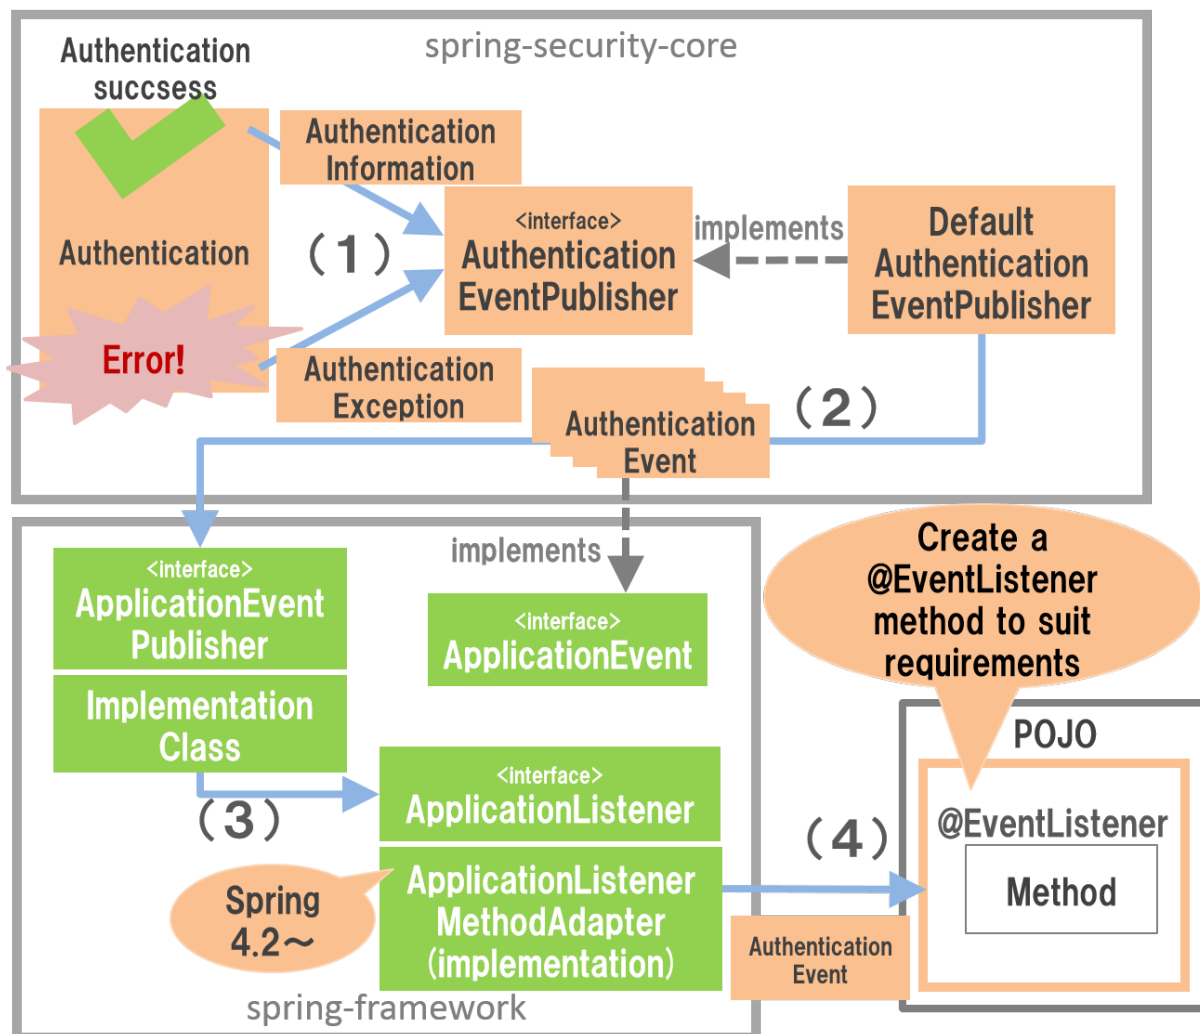 spring-security-core
Authentication
succsess
Authentication
Information
Authentication
(1)
<interface>
Authentication
EventPublisher
implements
Default
Authentication
EventPublisher
Error!
Authentication
Exception
Authentication
Event
(2)
implements
<interface>
ApplicationEvent
Publisher
Implementation
Class
<interface>
ApplicationEvent
Create a
@EventListener
method to suit
requirements
(3)
<interface>
ApplicationListener
ApplicationListener
MethodAdapter
(implementation)
Spring
4.2～
(4)
Authentication
Event
POJO
@EventListener
Method
spring-framework